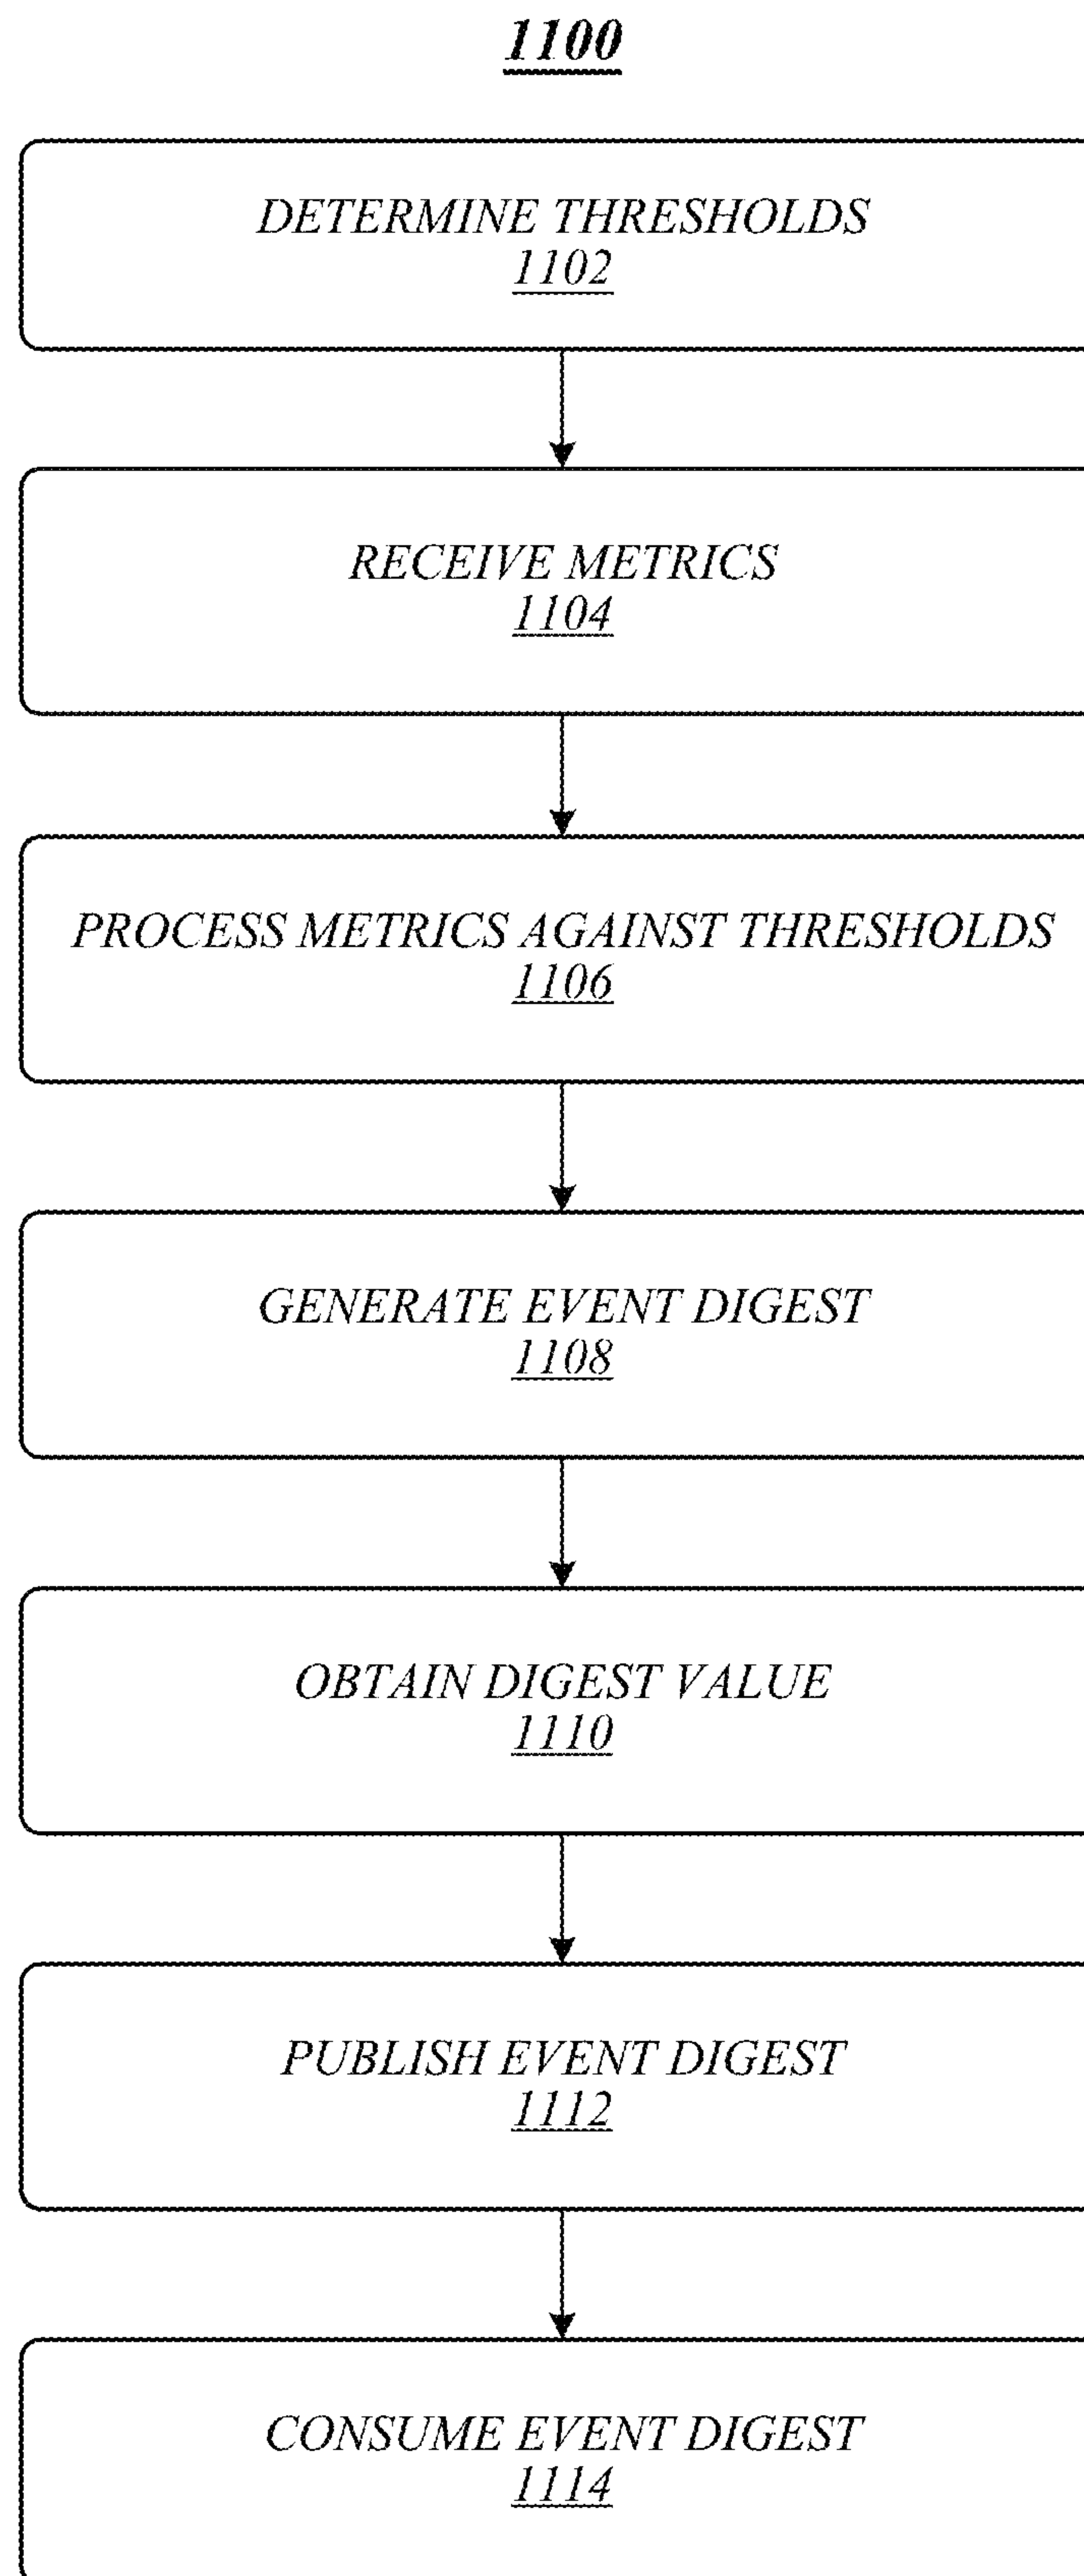 1100
DETERMINE THRESHOLDS
1102
RECEIVE METRICS
1104
PROCESS METRICS AGAINST THRESHOLDS
1106
GENERATE EVENT DIGEST
1108
OBTAIN DIGEST VALUE
1110
PUBLISH EVENT DIGEST
1112
CONSUME EVENT DIGEST
1114